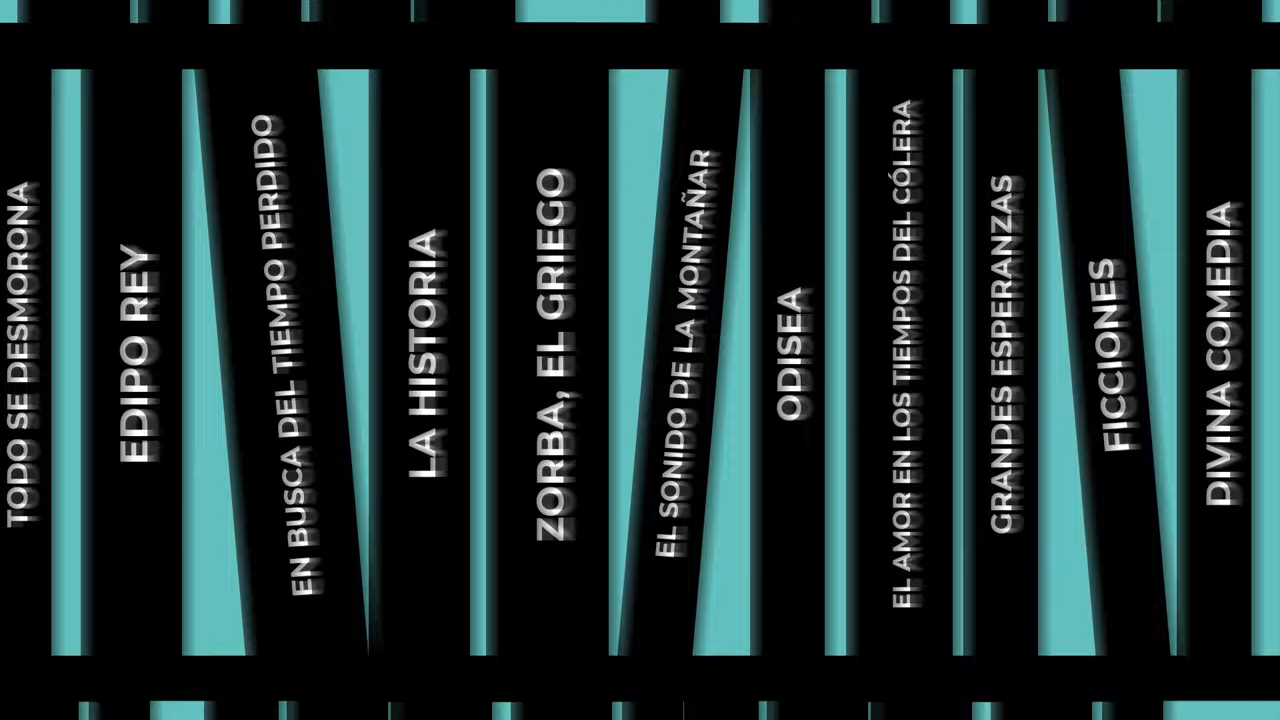 TODO SE DESMORONA
EDIPO REY
EN BUSCA DEL TIEMPO PERDIDO
LA HISTORIA
ZORBA, EL GRIEGO
EL SONIDO DE LA MONTAÑAR
ODISEA
EL AMOR EN LOS TIEMPOS DEL CÓLERA
GRANDES ESPERANZAS
FICCIONES
DIVINA COMEDIA